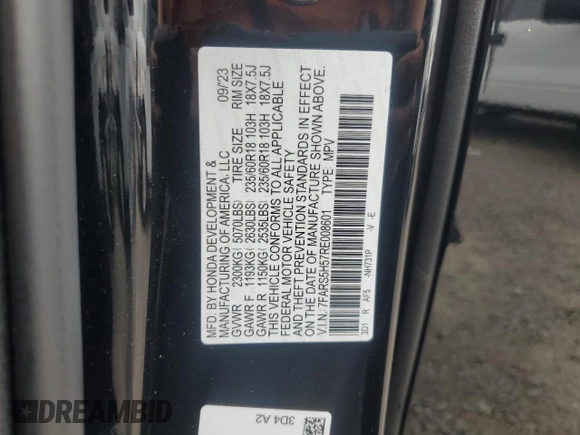 MFD. BY HONDA DEVELOPMENT & 09/23
MANUFACTURING OF AMERICA, LLC
TIRE SIZE RIM SIZE
GVWR 2300KG( 5070LBS)
GAWR F 1193KG( 2630LBS) 235/60R18 103H 18X7.5J
GAWR R 1150KG( 2535LBS) 235/60R18 103H 18X7.5J
THIS VEHICLE CONFORMS TO ALL APPLICABLE
FEDERAL MOTOR VEHICLE SAFETY
AND THEFT PREVENTION STANDARDS IN EFFECT
ON THE DATE OF MANUFACTURE SHOWN ABOVE.
V.I.N.:7FARS5H57RE008601 TYPE: MPV
3D1 R AF5 -NH731P -V -E
3D4 A2
DREAMBID